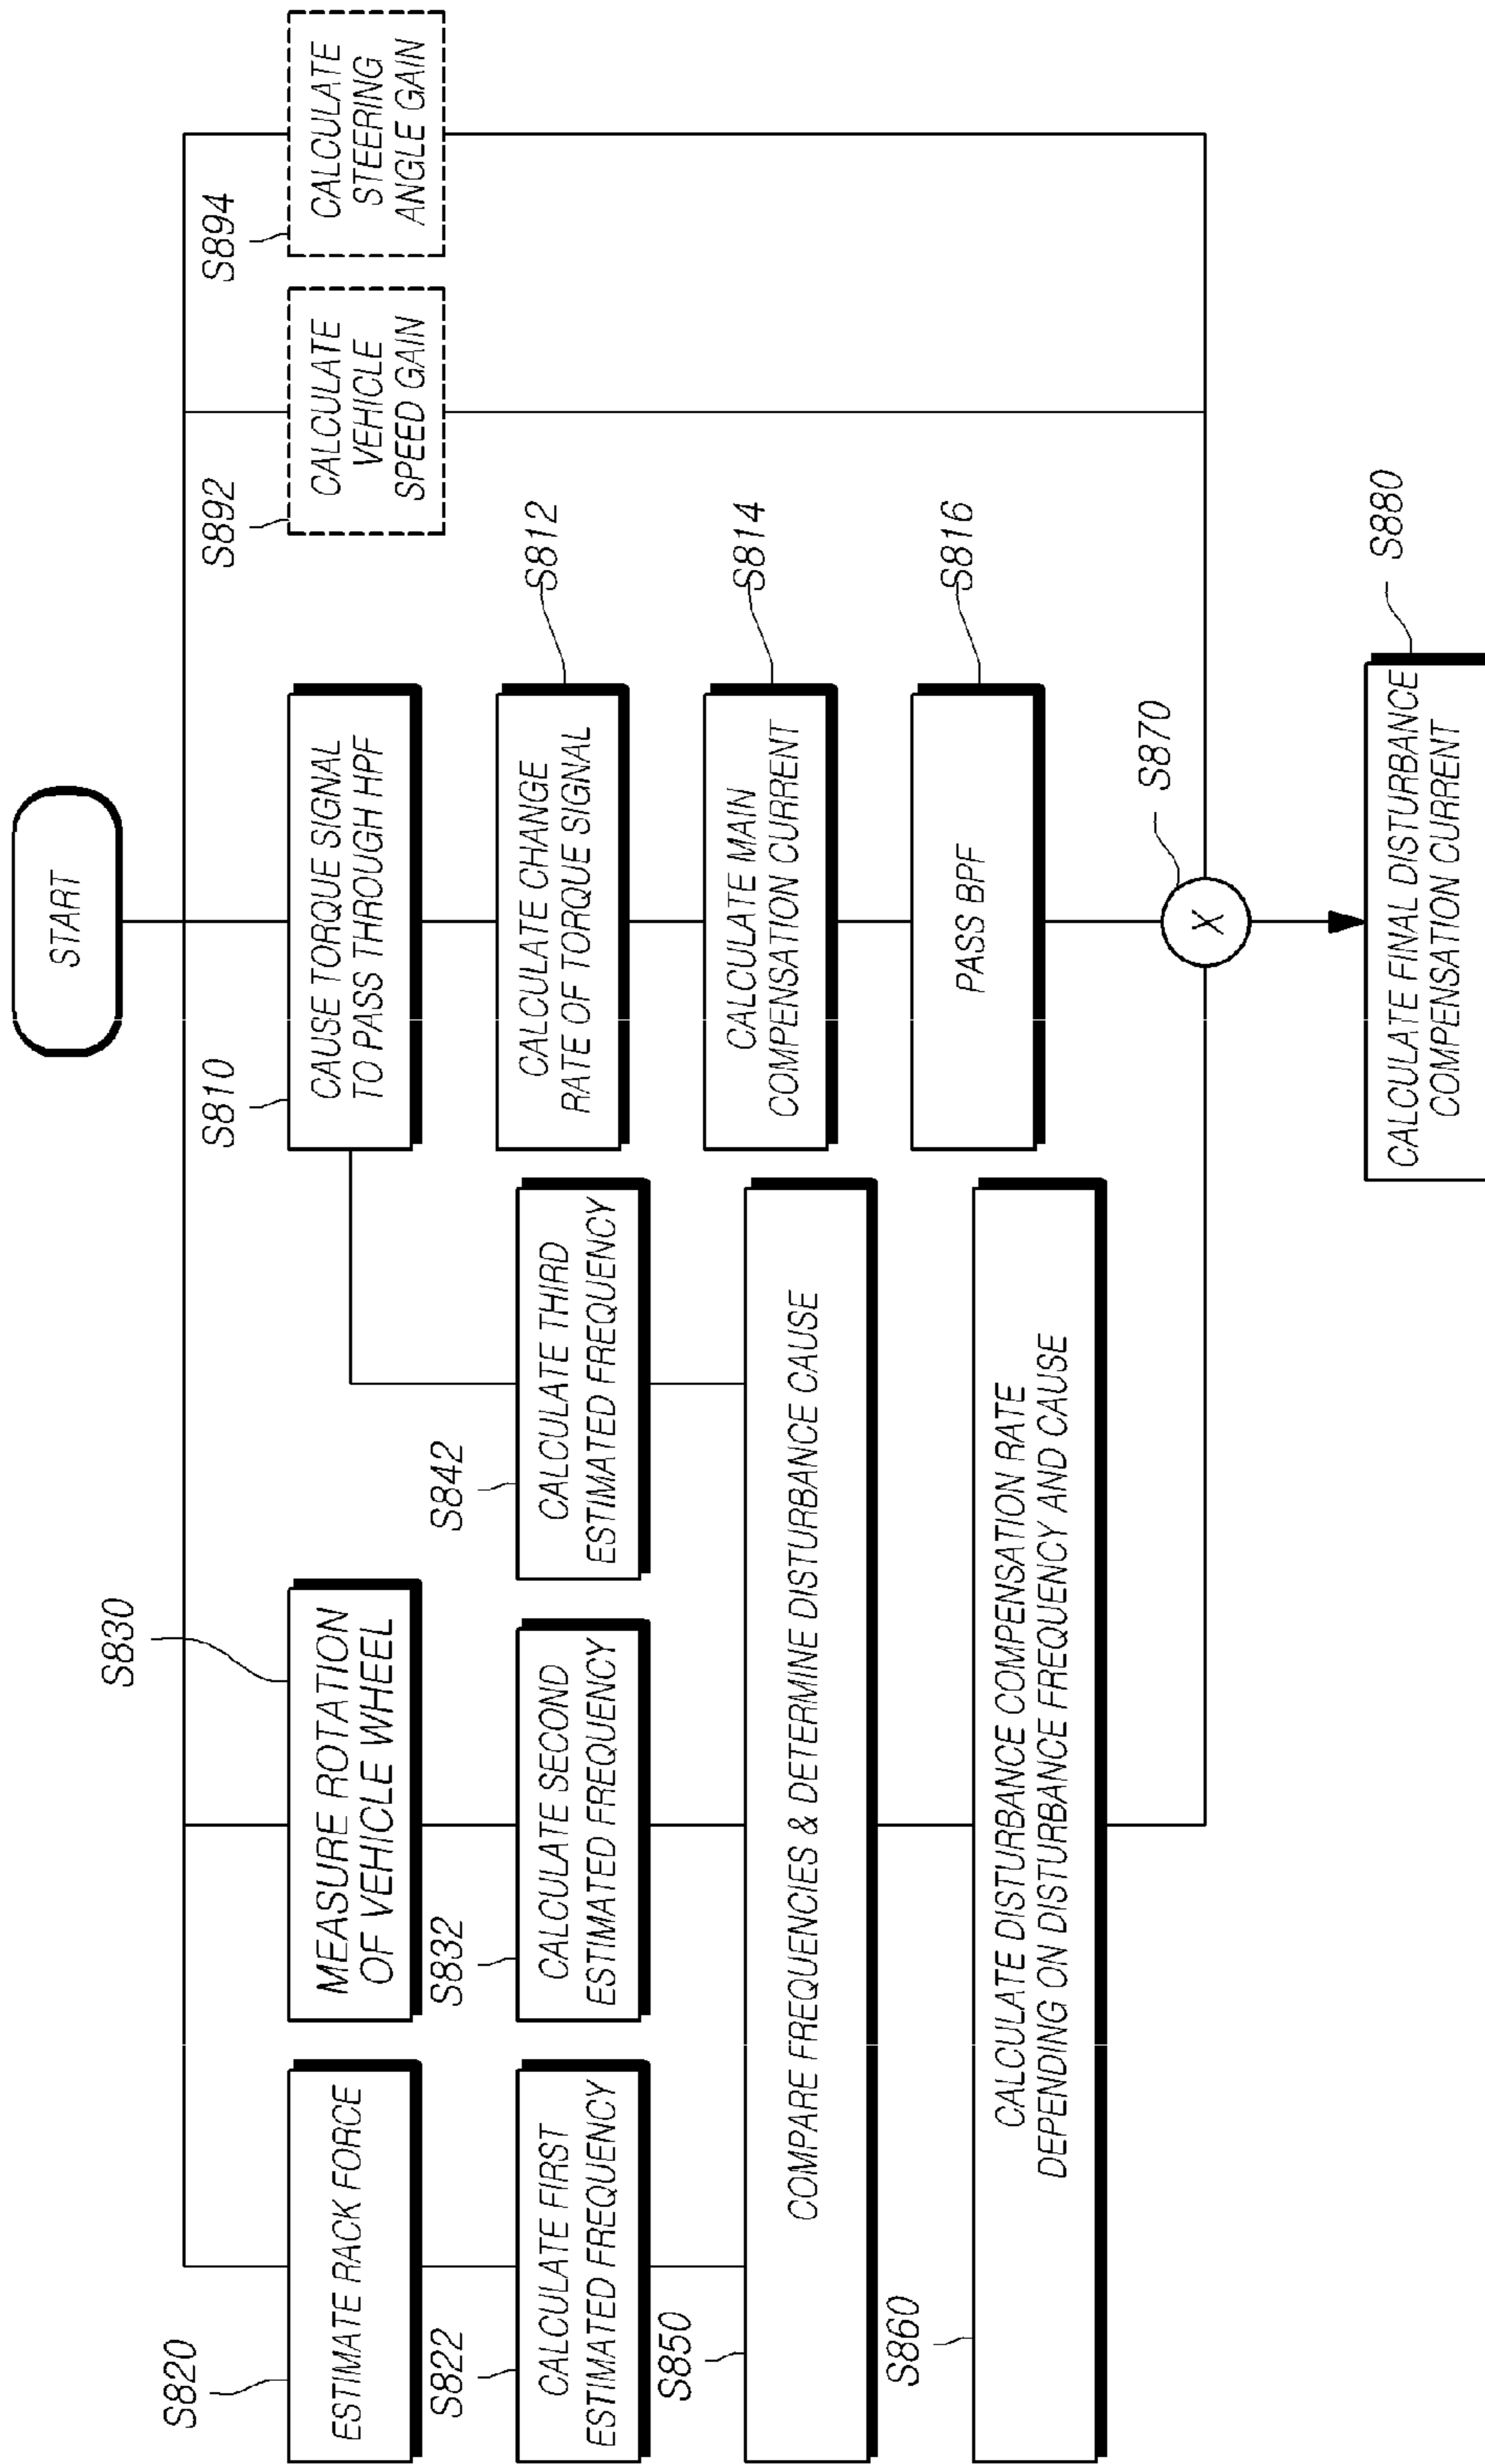 START
S820
ESTIMATE RACK FORCE
S830
MEASURE ROTATION
OF VEHICLE WHEEL
S810
CAUSE TORQUE SIGNAL
TO PASS THROUGH HPF
S892
CALCULATE
VEHICLE
SPEED GAIN
S894
CALCULATE
STEERING
ANGLE GAIN
S822
CALCULATE FIRST
ESTIMATED FREQUENCY
S832
CALCULATE SECOND
ESTIMATED FREQUENCY
S842
CALCULATE THIRD
ESTIMATED FREQUENCY
CALCULATE CHANGE
RATE OF TORQUE SIGNAL
S812
S850
COMPARE FREQUENCIES & DETERMINE DISTURBANCE CAUSE
CALCULATE MAIN
COMPENSATION CURRENT
S814
S860
CALCULATE DISTURBANCE COMPENSATION RATE
DEPENDING ON DISTURBANCE FREQUENCY AND CAUSE
PASS BPF
S816
X
S870
CALCULATE FINAL DISTURBANCE
COMPENSATION CURRENT
S880